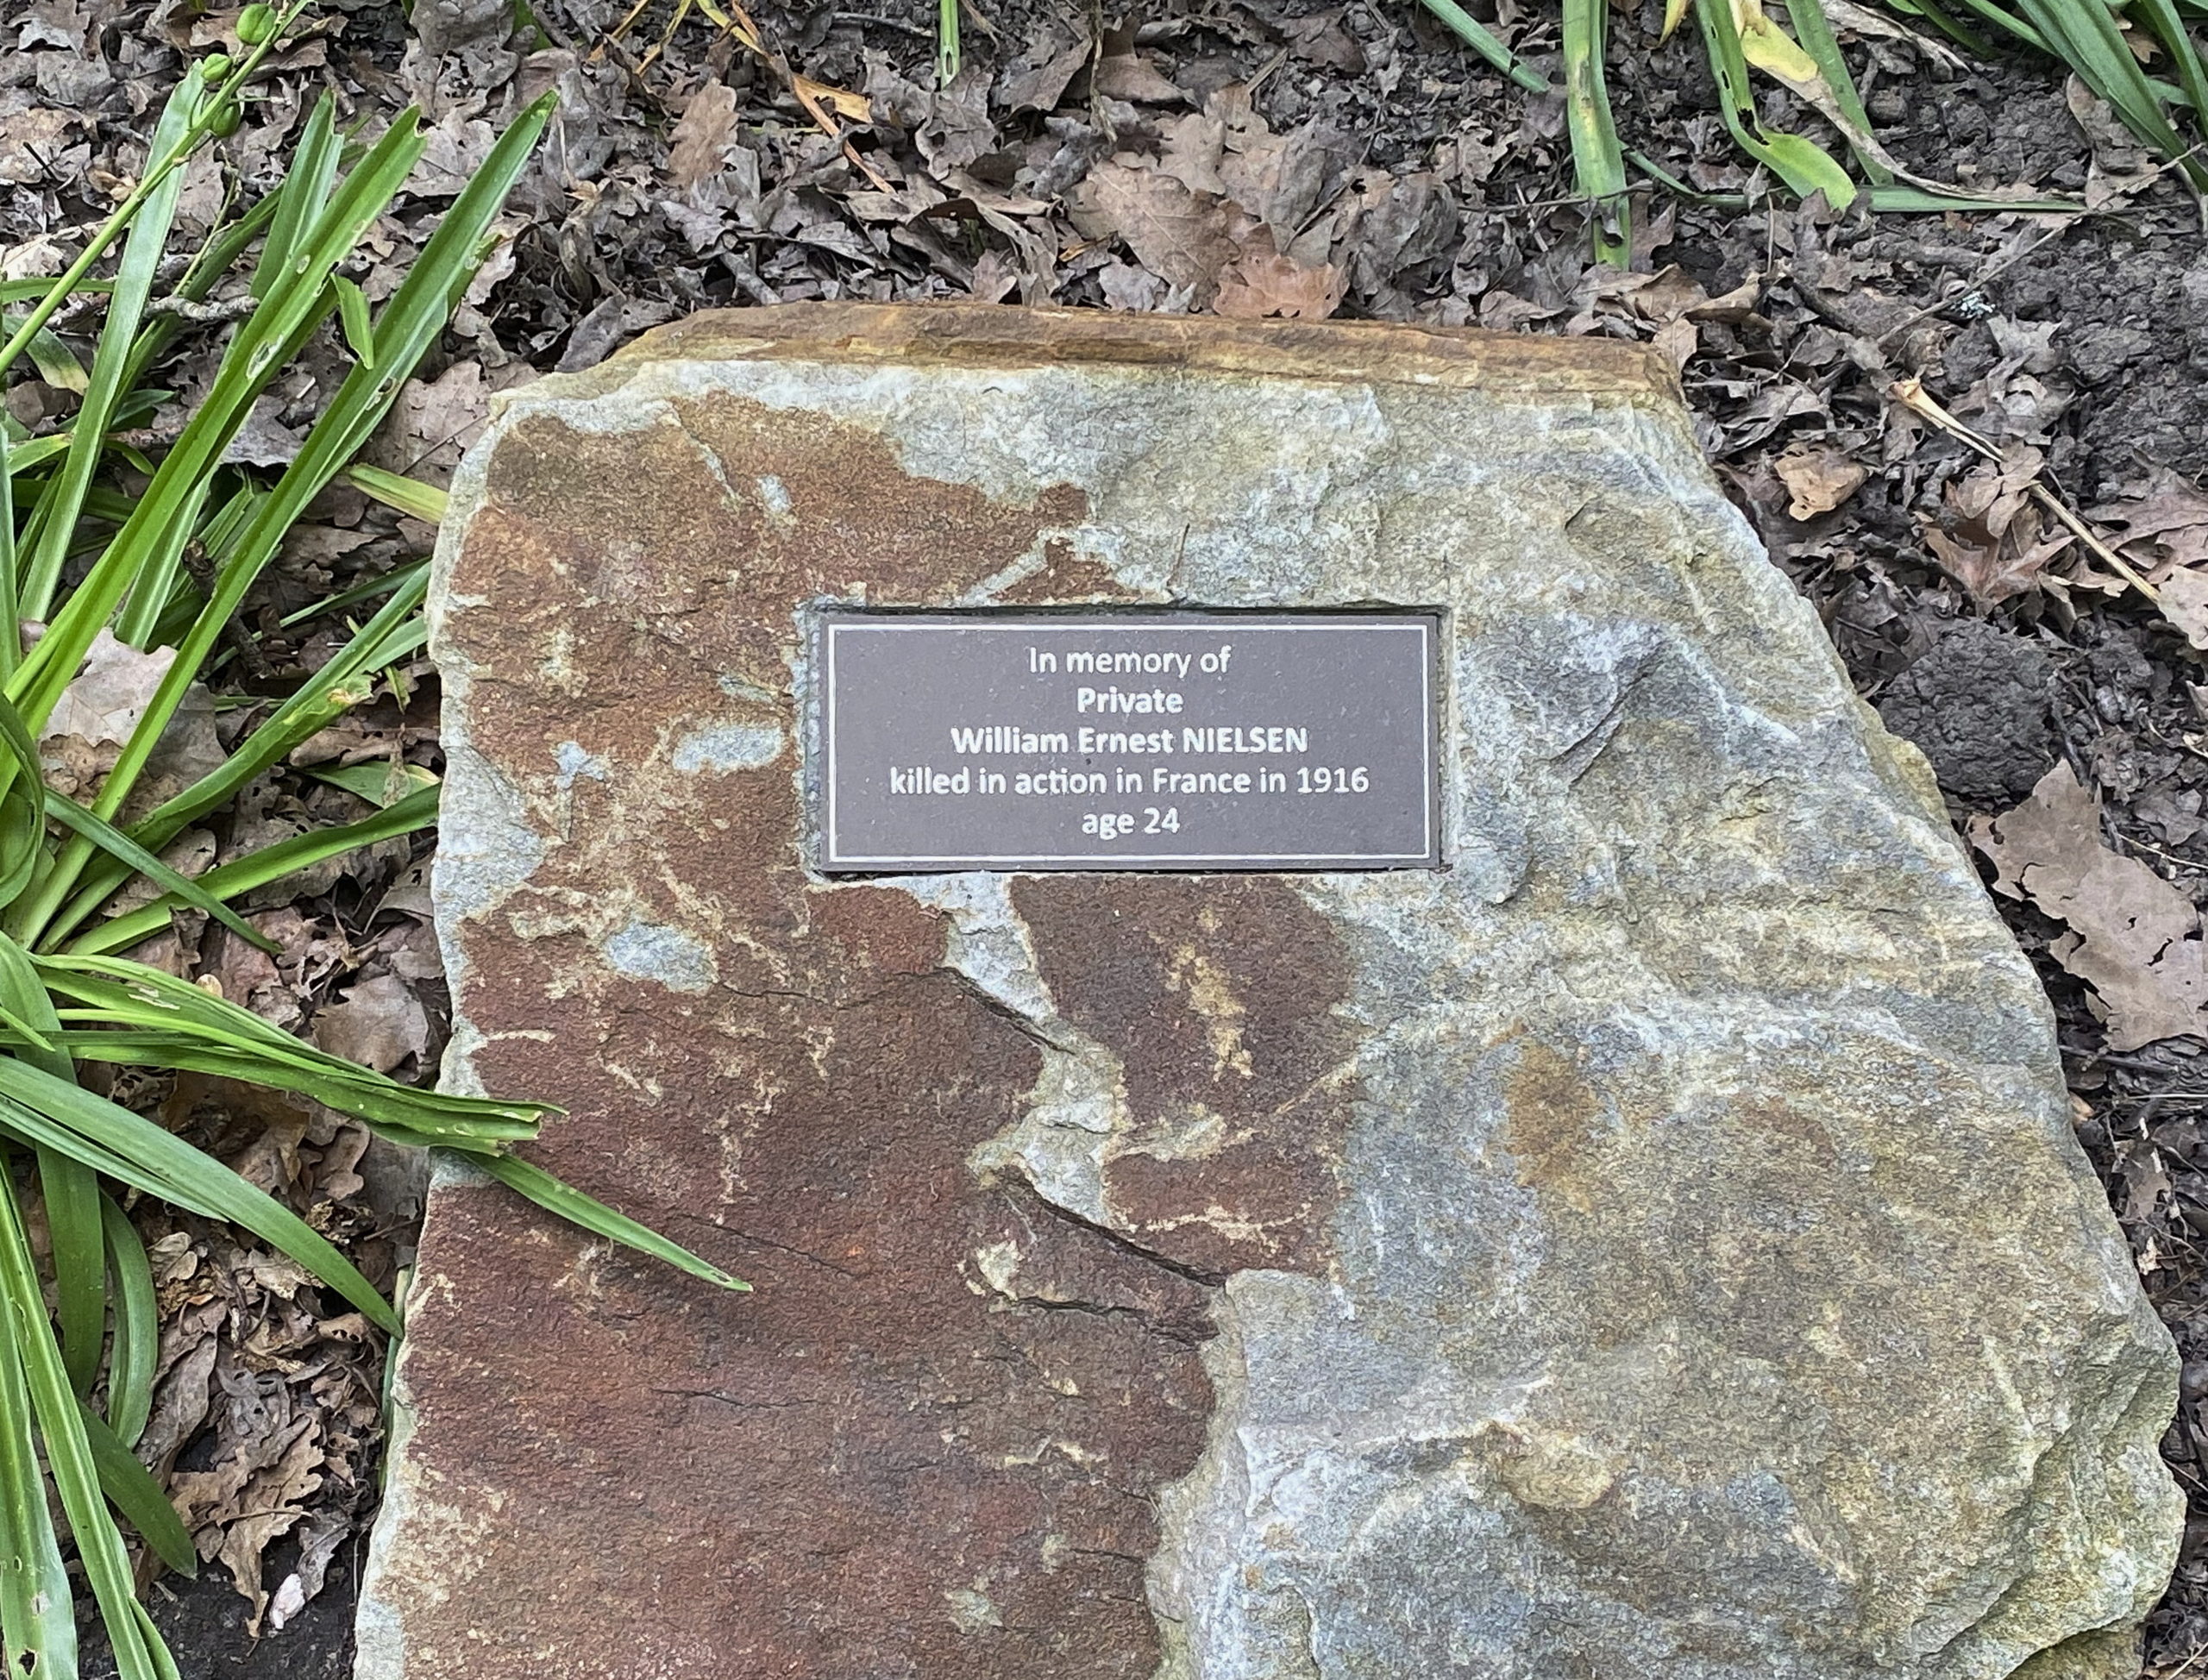 In memory of
Private
William Ernest NIELSEN
killed in action in France in 1916
age 24